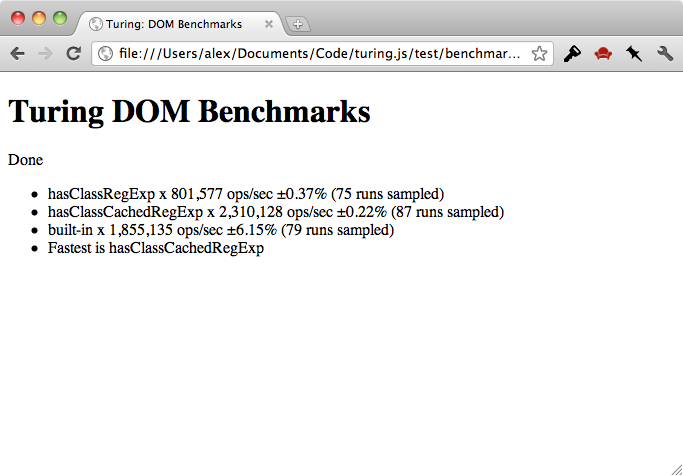 Turing: DOM Benchmarks
file:///Users/alex/Documents/Code/turing.js/test/benchmar...
Turing DOM Benchmarks
Done
hasClassRegExp x 801,577 ops/sec ±0.37% (75 runs sampled)
hasClassCachedRegExp x 2,310,128 ops/sec ±0.22% (87 runs sampled)
built-in x 1,855,135 ops/sec ±6.15% (79 runs sampled)
Fastest is hasClassCachedRegExp